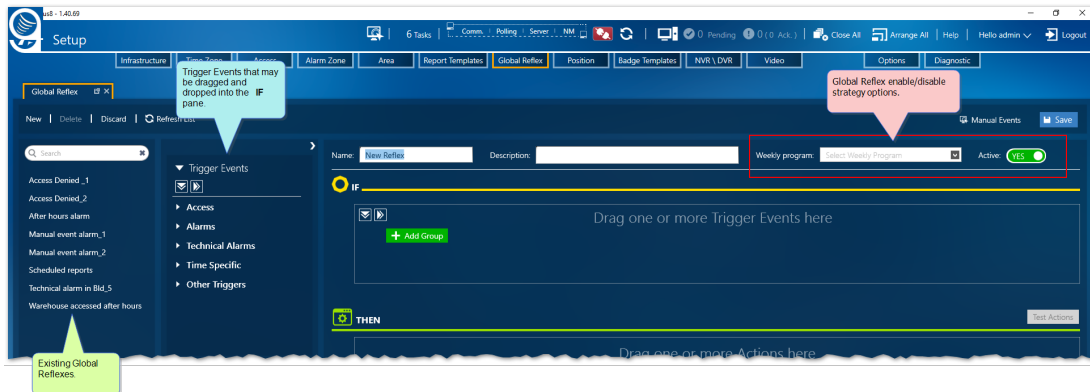 us8 - 1.40.69
Setup
6 Tasks Comm. Polling Server NM 0 Pending 0 ( 0 Ack. ) Close All Arrange All Help Hello admin Logout
Infrastructure Time Zone Access Alarm Zone Area Report Templates Global Reflex Position Badge Templates NVR \ DVR Video Options Diagnostic
Trigger Events that may
be dragged and
dropped into the IF
pane.
Global Reflex enable/disable
strategy options.
Global Reflex
New Delete Discard Refresh List Manual Events Save
Search
Access Denied _1
Access Denied_2
After hours alarm
Manual event alarm_1
Manual event alarm_2
Scheduled reports
Technical alarm in Bld_5
Warehouse accessed after hours
Trigger Events
Access
Alarms
Technical Alarms
Time Specific
Other Triggers
Name: New Reflex Description: Weekly program: Select Weekly Program Active: YES
IF
Drag one or more Trigger Events here
Add Group
THEN Test Actions
Drag one or more Actions here
Existing Global
Reflexes.